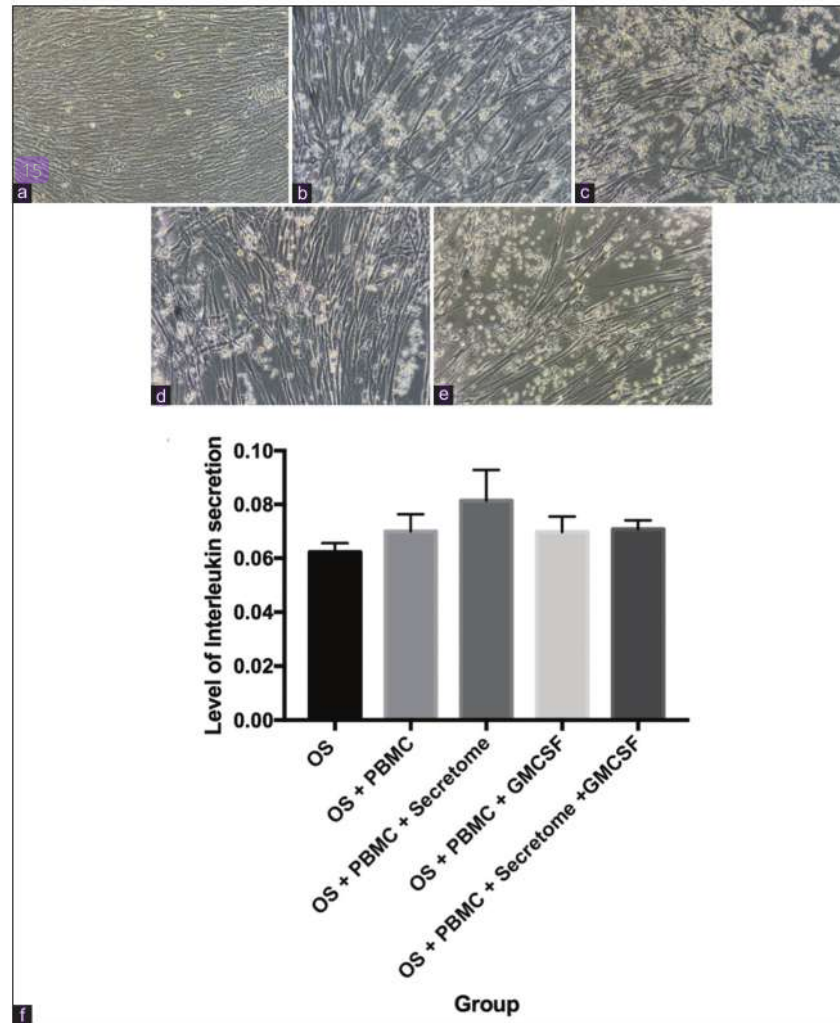 15
a
b
c
d
e
Level of Interleukin secretion
0.10
0.08
0.06
0.04
0.02
0.00
OS
OS + PBMC
OS + PBMC + Secretome
OS + PBMC + GMCSF
OS + PBMC + Secretome +GMCSF
Group
f